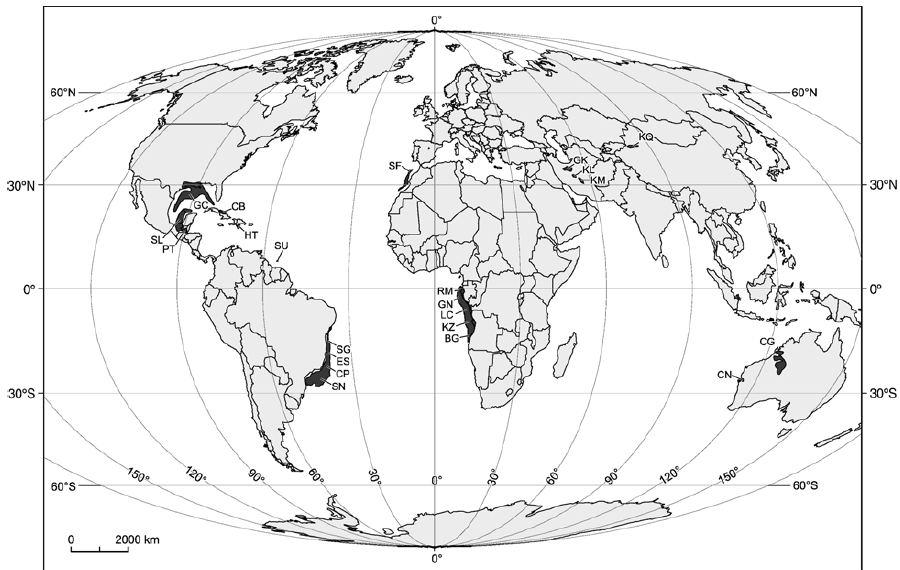 0°
60°N
60°N
KQ
GK
KL
KM
SF
30°N
30°N
GC
CB
SL
PT
HT
SU
0°
0°
RM
GN
LC
KZ
BG
SG
ES
CP
SN
CG
CN
30°S
30°S
150°
120°
90°
60°
30°
0°
30°
60°
90°
120°
150°
60°S
60°S
0
2000 km
0°